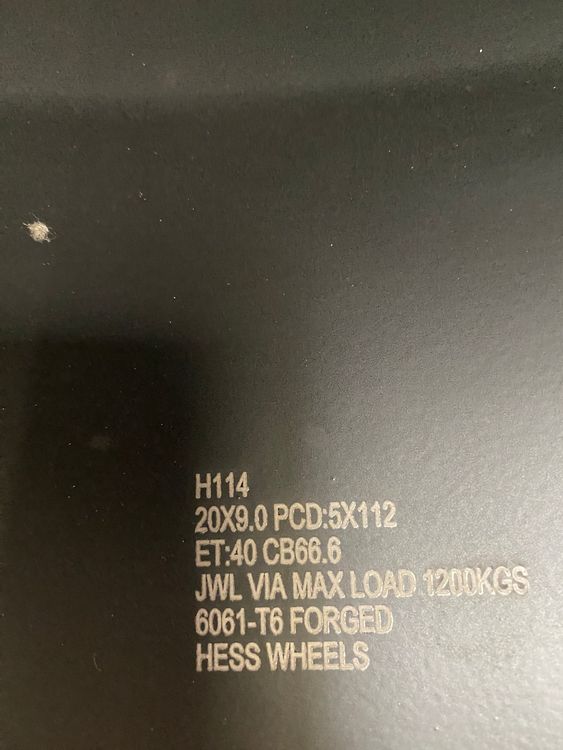 H114
20X9.0 PCD:5X112
ET:40 CB66.6
JWL VIA MAX LOAD 1200KGS
6061-T6 FORGED
HESS WHEELS